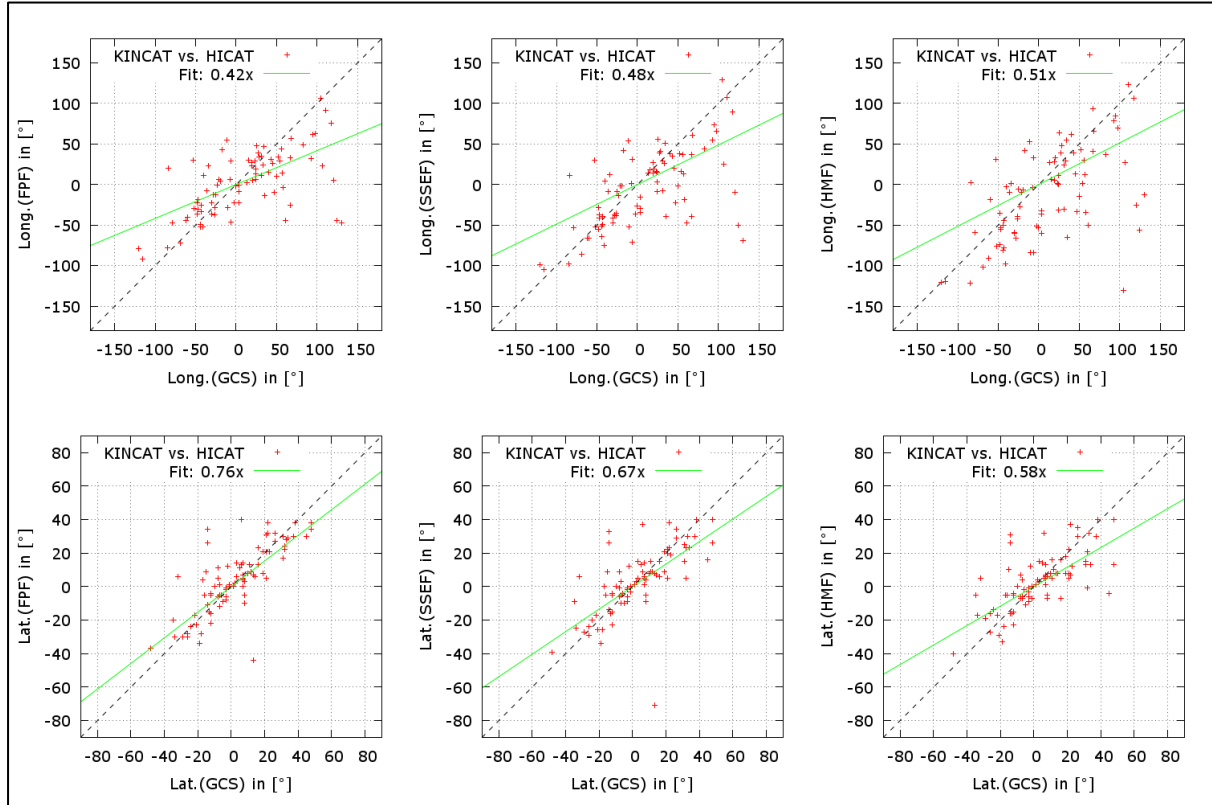 KINCAT vs. HICAT
Fit: 0.42x
150
100
50
0
-50
-100
-150
Long.(FPF) in [°]
-150 -100 -50 0 50 100 150
Long.(GCS) in [°]
KINCAT vs. HICAT
Fit: 0.48x
150
100
50
0
-50
-100
-150
Long.(SSEF) in [°]
-150 -100 -50 0 50 100 150
Long.(GCS) in [°]
KINCAT vs. HICAT
Fit: 0.51x
150
100
50
0
-50
-100
-150
Long.(HMF) in [°]
-150 -100 -50 0 50 100 150
Long.(GCS) in [°]
KINCAT vs. HICAT
Fit: 0.76x
80
60
40
20
0
-20
-40
-60
-80
Lat.(FPF) in [°]
-80 -60 -40 -20 0 20 40 60 80
Lat.(GCS) in [°]
KINCAT vs. HICAT
Fit: 0.67x
80
60
40
20
0
-20
-40
-60
-80
Lat.(SSEF) in [°]
-80 -60 -40 -20 0 20 40 60 80
Lat.(GCS) in [°]
KINCAT vs. HICAT
Fit: 0.58x
80
60
40
20
0
-20
-40
-60
-80
Lat.(HMF) in [°]
-80 -60 -40 -20 0 20 40 60 80
Lat.(GCS) in [°]